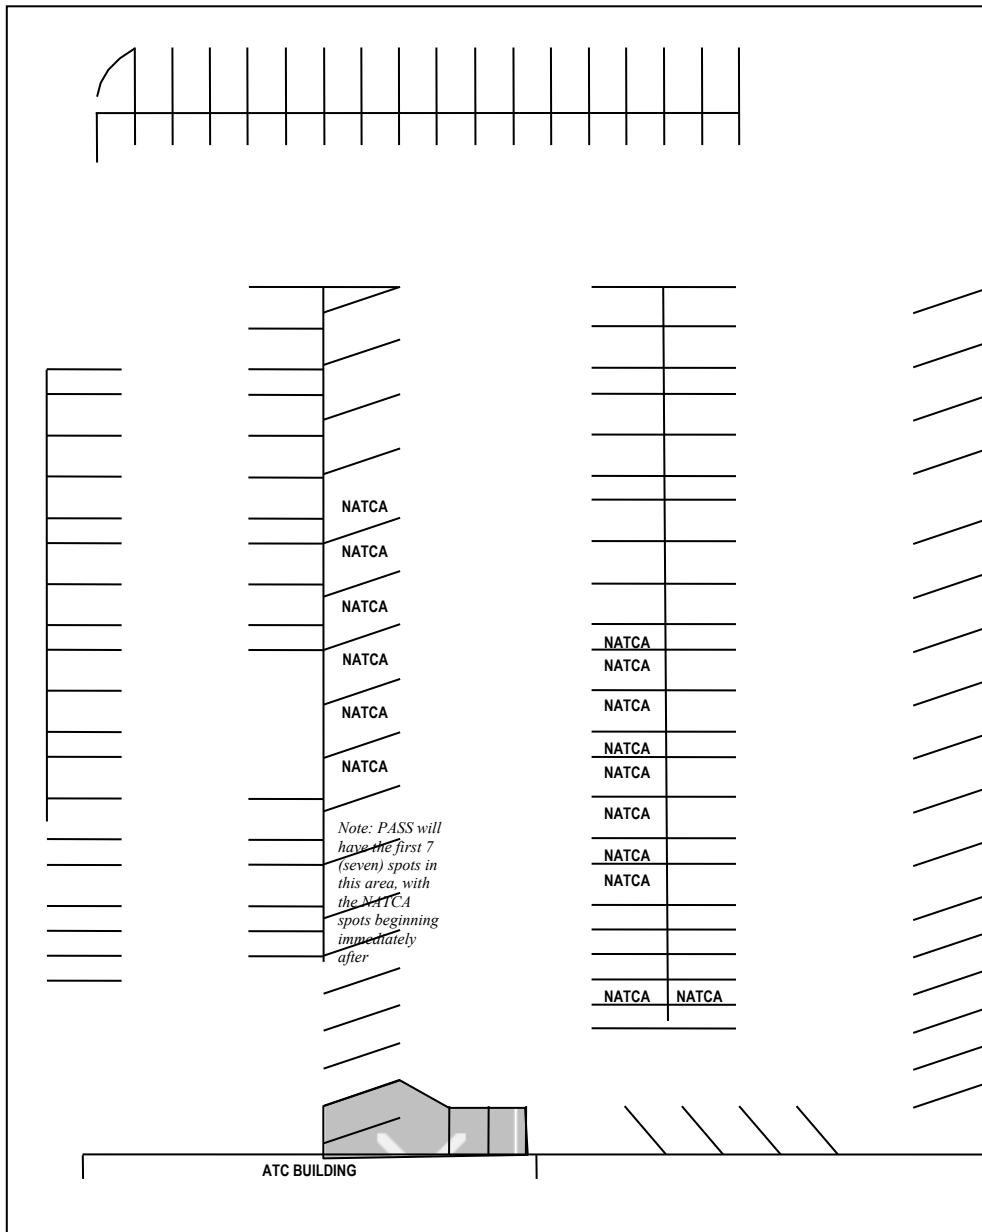 NATCA
NATCA
NATCA
NATCA
NATCA
NATCA
Note: PASS will
have the first 7
(seven) spots in
this area, with
the NATCA
spots beginning
immediately
after
NATCA
NATCA
NATCA
NATCA
NATCA
NATCA
NATCA
NATCA
NATCA NATCA
ATC BUILDING